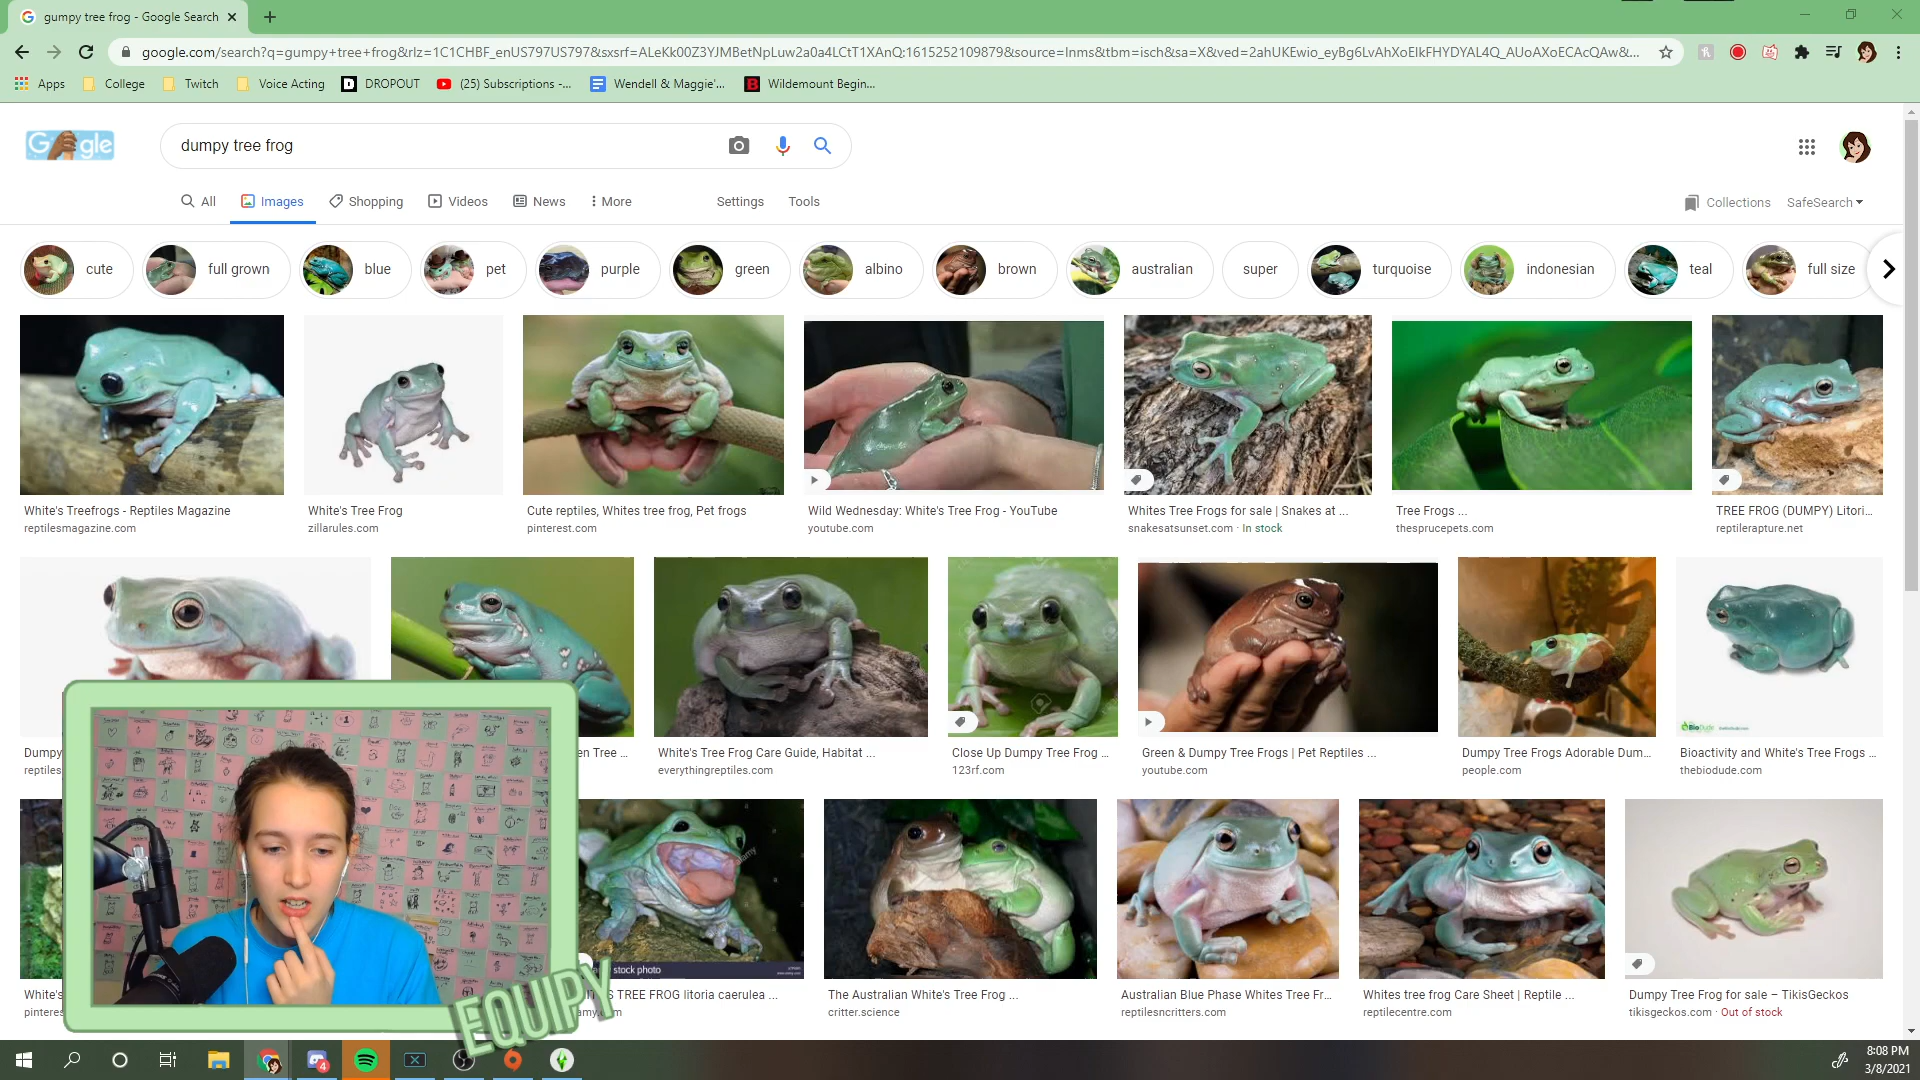 gumpy tree frog - Google Search
google.com/search?q=gumpy+tree+frog&rlz=1C1CHBF_enUS797US797&sxsrf=ALeKk00Z3YJMBetNpLuw2a0a4LCtT1XAnQ:1615252109879&source=lnms&tbm=isch&sa=X&ved=2ahUKEwio_eyBg6LvAhXoElkFHYDYAL4Q_AUoAXoECAcQAw&...
Apps College Twitch Voice Acting DROPOUT (25) Subscriptions -... Wendell & Maggie'... Wildemount Begin...
Google
dumpy tree frog
All Images Shopping Videos News More Settings Tools Collections SafeSearch
cute full grown blue pet purple green albino brown australian super turquoise indonesian teal full size
White's Treefrogs - Reptiles Magazine
reptilesmagazine.com
White's Tree Frog
zillarules.com
Cute reptiles, Whites tree frog, Pet frogs
pinterest.com
Wild Wednesday: White's Tree Frog - YouTube
youtube.com
Whites Tree Frogs for sale | Snakes at ...
snakesatsunset.com · In stock
Tree Frogs ...
thesprucepets.com
TREE FROG (DUMPY) Litori...
reptilerapture.net
Dumpy
reptiles
en Tree ...
White's Tree Frog Care Guide, Habitat ...
everythingreptiles.com
Close Up Dumpy Tree Frog ...
123rf.com
Green & Dumpy Tree Frogs | Pet Reptiles ...
youtube.com
Dumpy Tree Frogs Adorable Dum...
people.com
Bioactivity and White's Tree Frogs ...
thebiodude.com
stock photo
White's
pinteres
S TREE FROG litoria caerulea ...
amy.com
The Australian White's Tree Frog ...
critter.science
Australian Blue Phase Whites Tree Fr...
reptilesncritters.com
Whites tree frog Care Sheet | Reptile ...
reptilecentre.com
Dumpy Tree Frog for sale – TikisGeckos
tikisgeckos.com · Out of stock
EQUIPY
4
8:08 PM
3/8/2021